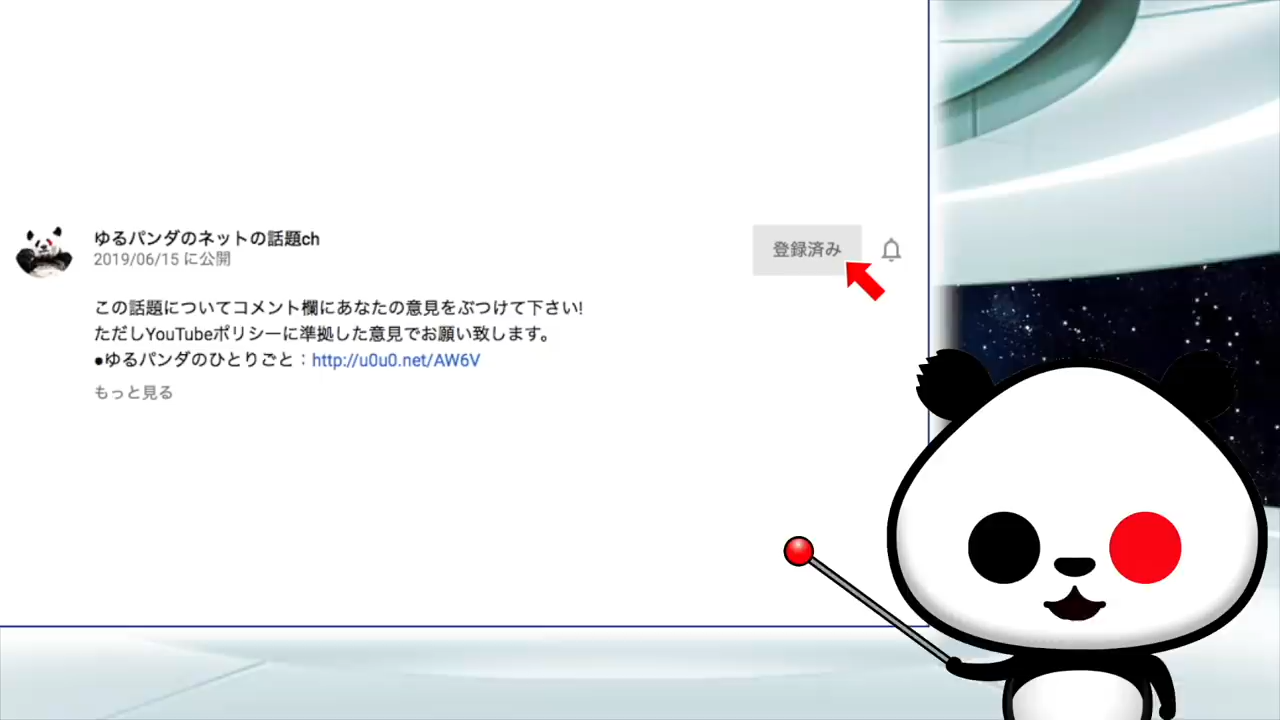 ゆるパンダのネットの話題ch
2019/06/15 に公開
登録済み
この話題についてコメント欄にあなたの意見をぶつけて下さい!
ただしYouTubeポリシーに準拠した意見でお願い致します。
●ゆるパンダのひとりごと：http://u0u0.net/AW6V
もっと見る